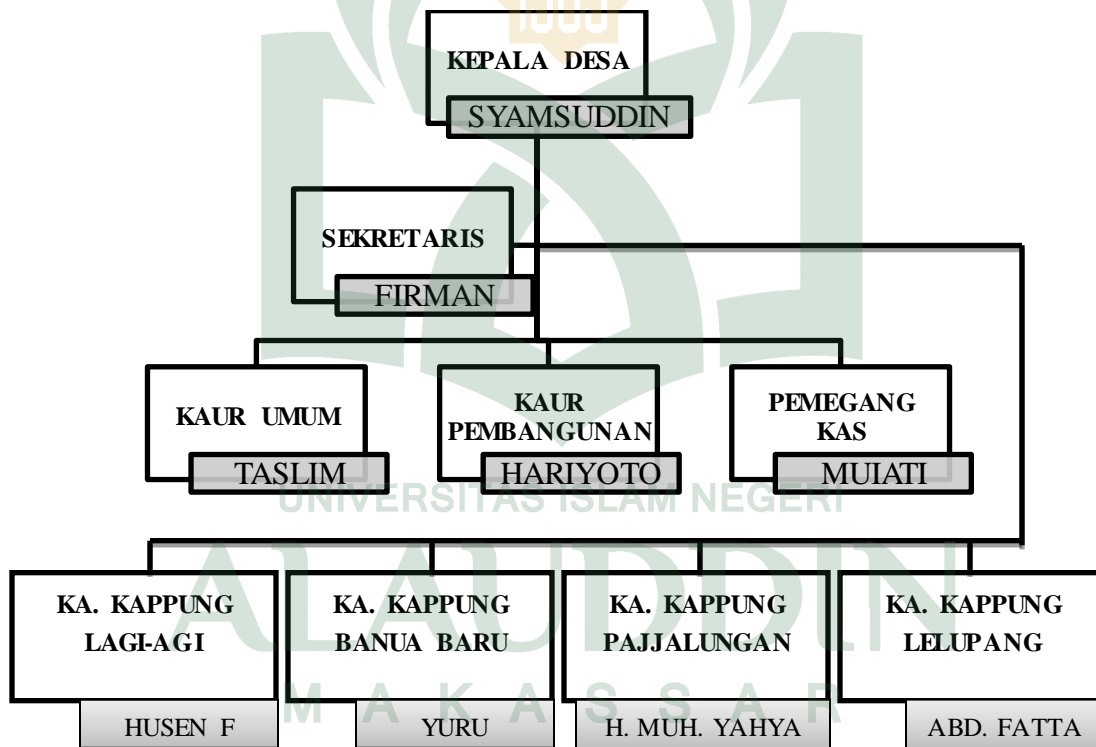 KEPALA DESA
SYAMSUDDIN
SEKRETARIS
FIRMAN
KAUR UMUM
TASLIM
KAUR
PEMBANGUNAN
HARIYOTO
PEMEGANG
KAS
MUIATI
UNIVERSITAS ISLAM NEGERI
ALAUDDIN
MAKASSAR
KA. KAPPUNG
LAGI-AGI
HUSEN F
KA. KAPPUNG
BANUA BARU
YURU
KA. KAPPUNG
PAJJALUNGAN
H. MUH. YAHYA
KA. KAPPUNG
LELUPANG
ABD. FATTA